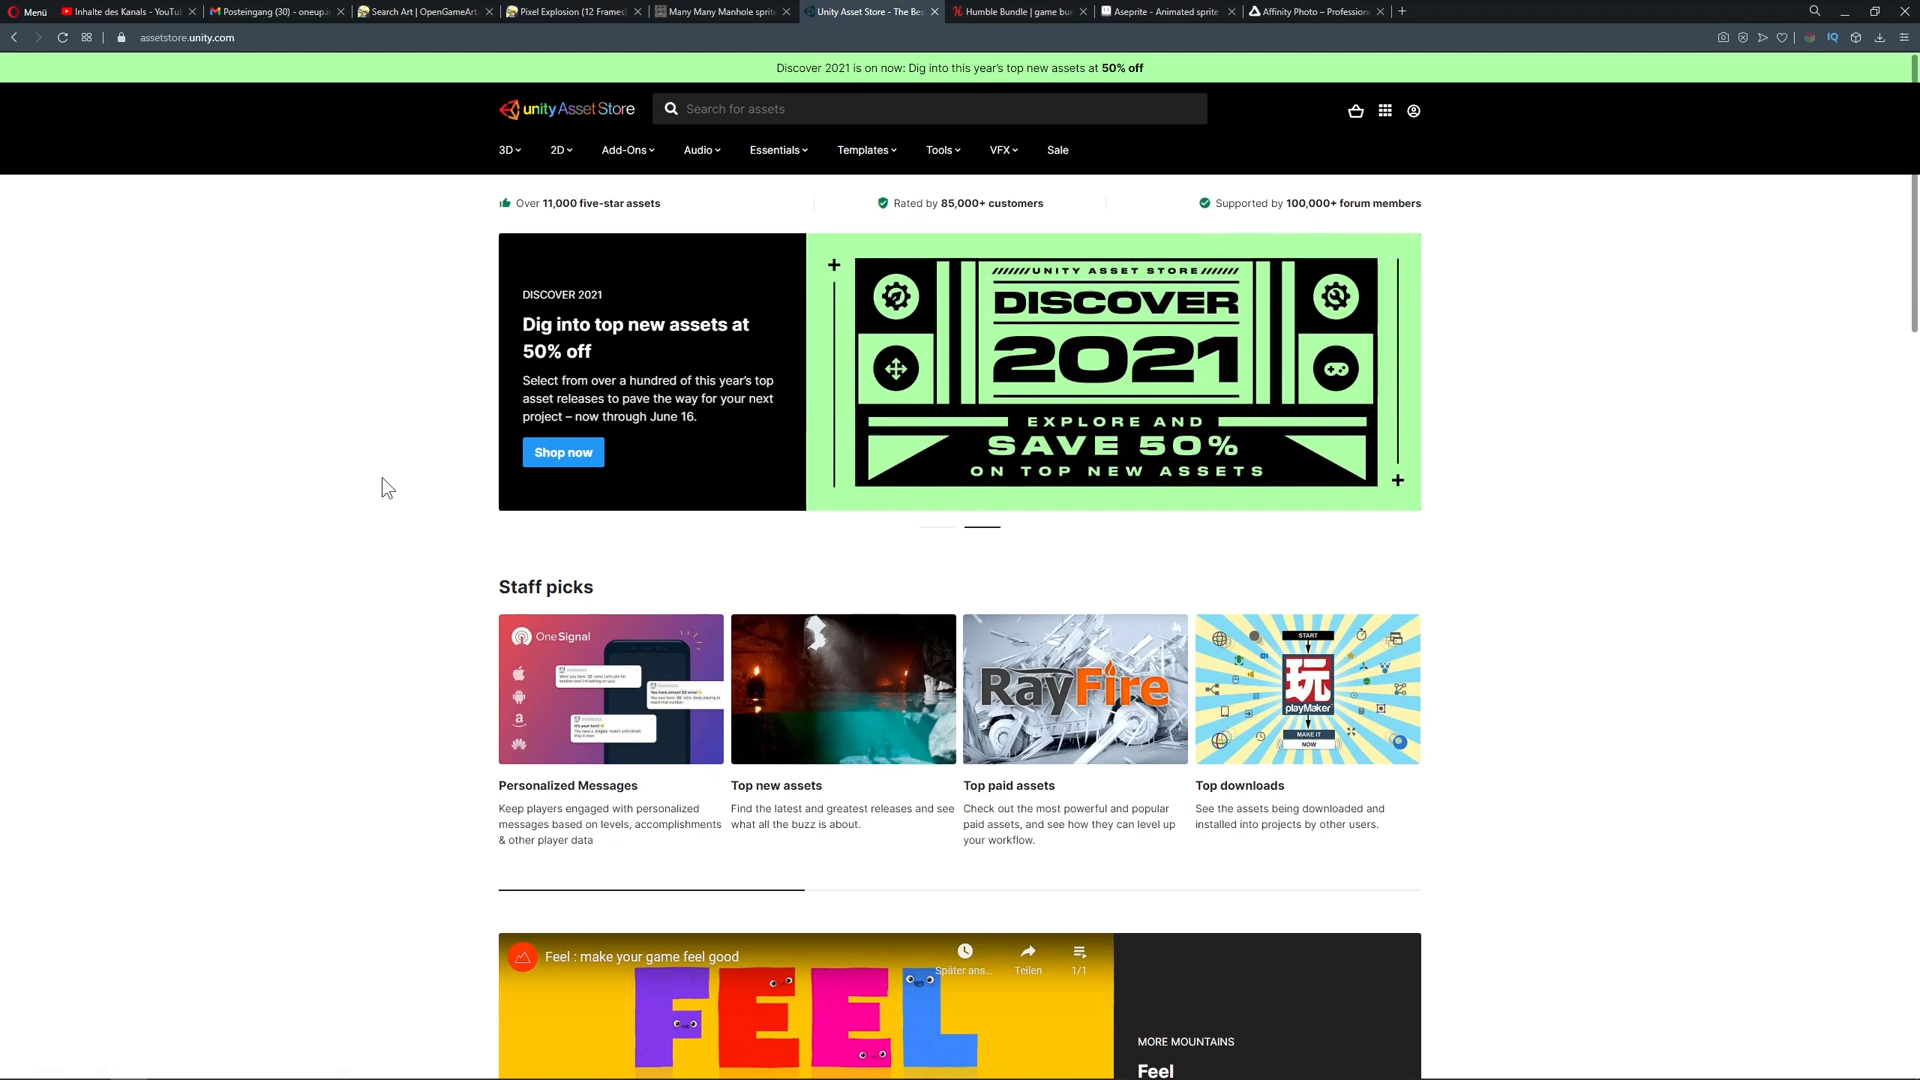 Menü
Inhalte des Kanals - YouTu
Posteingang (30) - oneup.in
Search Art | OpenGameArt.
Pixel Explosion (12 Frames)
Many Many Manhole sprite
Unity Asset Store - The Bes
Humble Bundle | game bun
Aseprite - Animated sprite
Affinity Photo – Profession
assetstore.unity.com
IQ
Discover 2021 is on now: Dig into this year's top new assets at 50% off
unity Asset Store
Search for assets
3D
2D
Add-Ons
Audio
Essentials
Templates
Tools
VFX
Sale
Over 11,000 five-star assets
Rated by 85,000+ customers
Supported by 100,000+ forum members
DISCOVER 2021
Dig into top new assets at
50% off
Select from over a hundred of this year's top
asset releases to pave the way for your next
project – now through June 16.
Shop now
UNITY ASSET STORE
DISCOVER
2021
EXPLORE AND
SAVE 50%
ON TOP NEW ASSETS
Staff picks
OneSignal
RayFire
START
玩
playMaker
MAKE IT
NOW
Personalized Messages
Keep players engaged with personalized
messages based on levels, accomplishments
& other player data
Top new assets
Find the latest and greatest releases and see
what all the buzz is about.
Top paid assets
Check out the most powerful and popular
paid assets, and see how they can level up
your workflow.
Top downloads
See the assets being downloaded and
installed into projects by other users.
Feel : make your game feel good
Später ans...
Teilen
1/1
FEEL
MORE MOUNTAINS
Feel